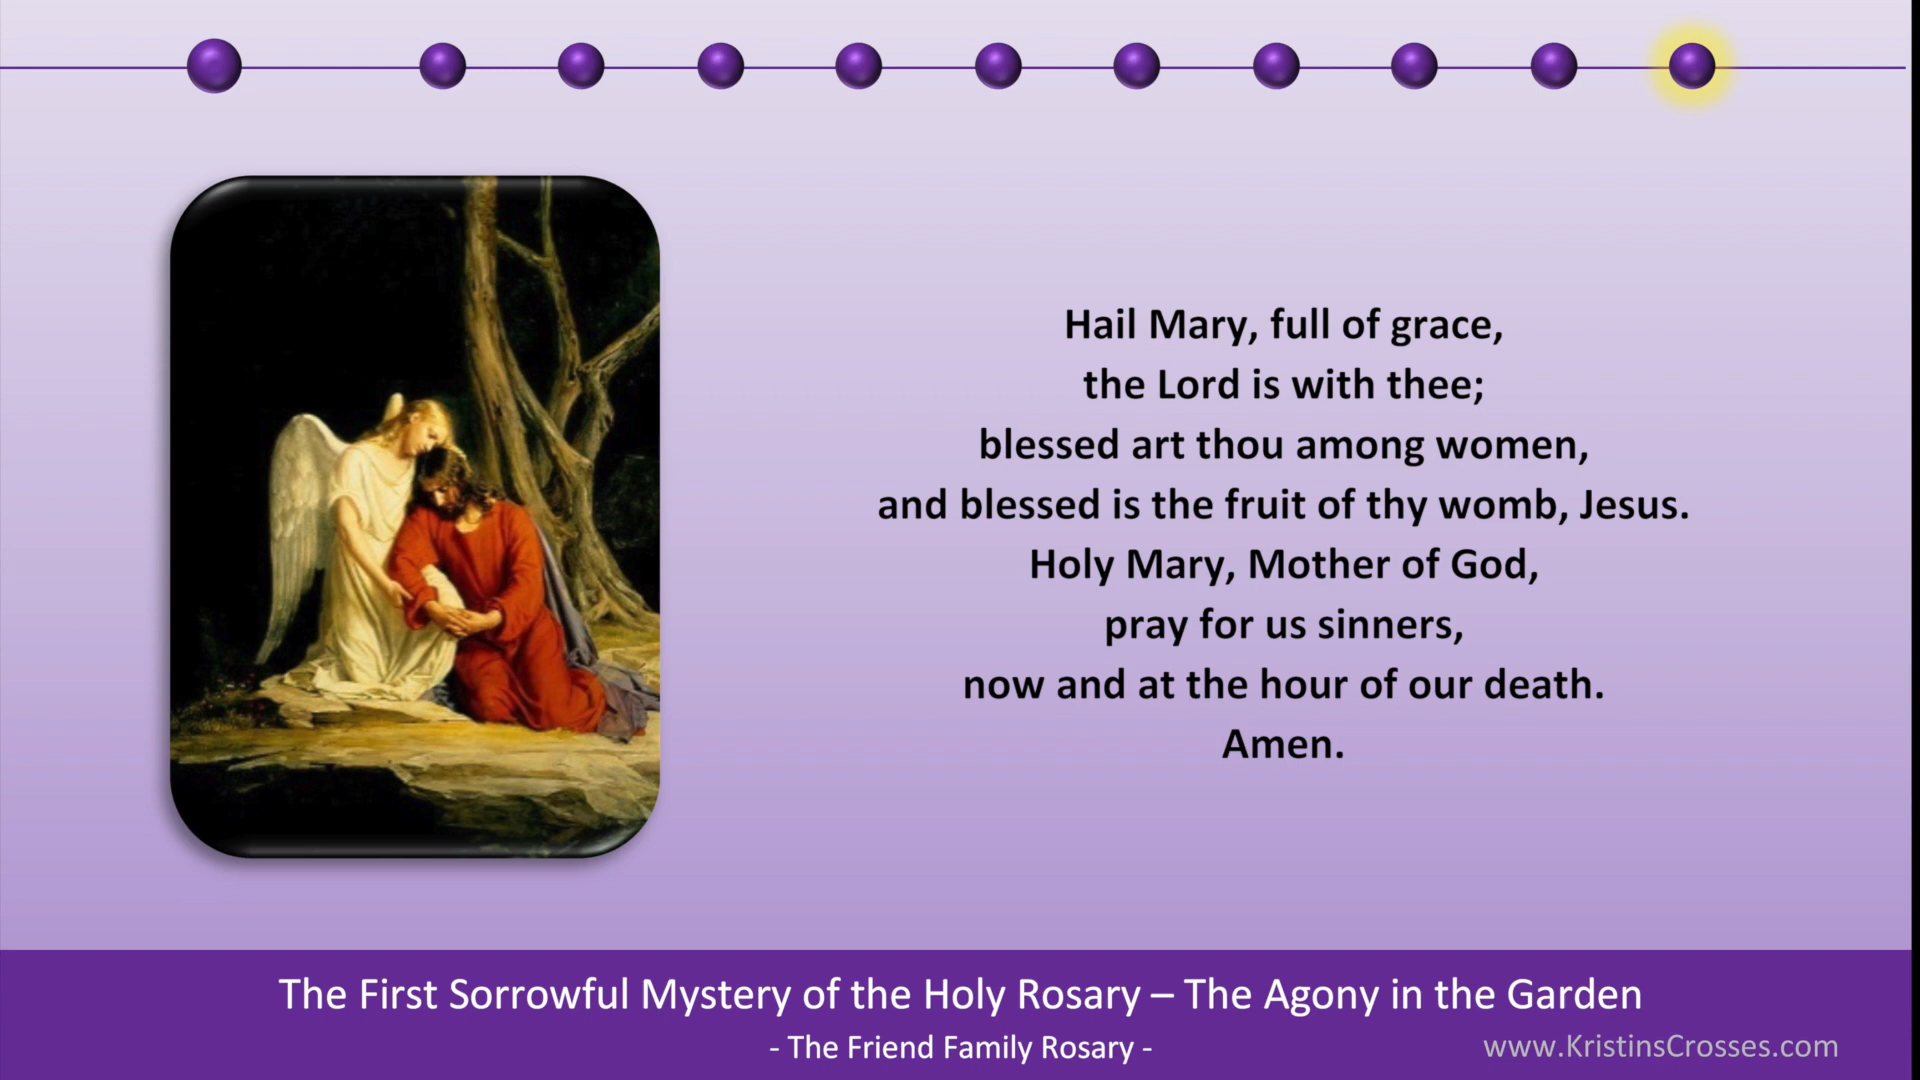 Hail Mary, full of grace,
the Lord is with thee;
blessed art thou among women,
and blessed is the fruit of thy womb, Jesus.
Holy Mary, Mother of God,
pray for us sinners,
now and at the hour of our death.
Amen.
The First Sorrowful Mystery of the Holy Rosary – The Agony in the Garden
- The Friend Family Rosary -
www.KristinsCrosses.com